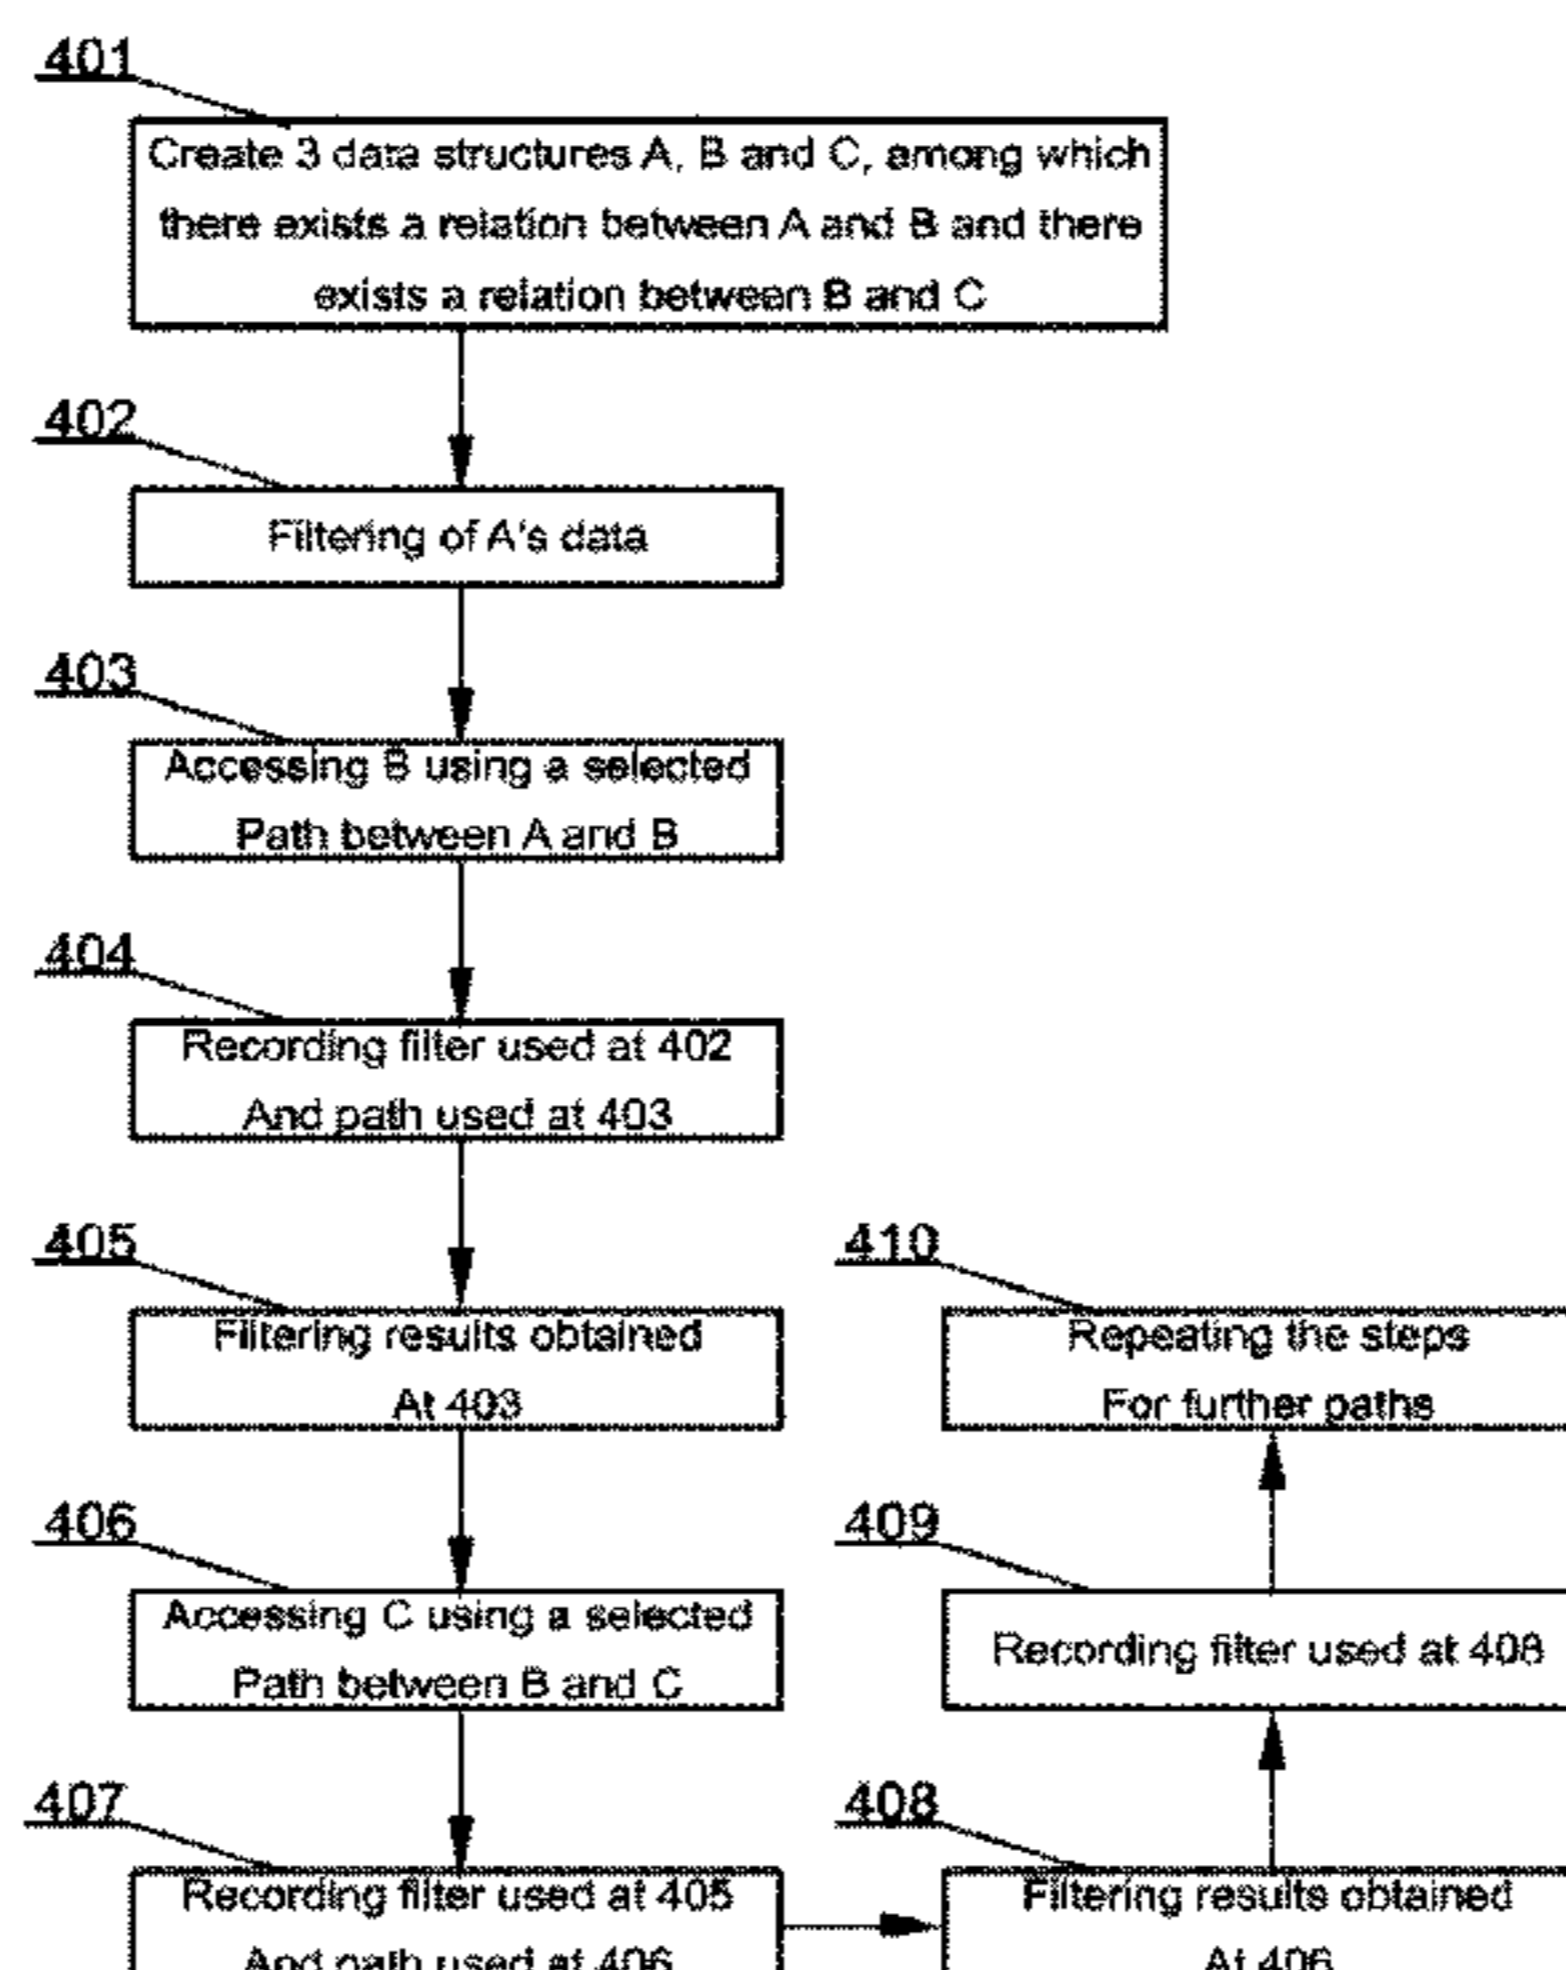 401
Create 3 data structures A, B and C, among which
there exists a relation between A and B and there
exists a relation between B and C
402
Filtering of A's data
403
Accessing B using a selected
Path between A and B
404
Recording filter used at 402
And path used at 403
405
Filtering results obtained
At 403
406
Accessing C using a selected
Path between B and C
407
Recording filter used at 405
And path used at 406
408
Filtering results obtained
At 406
409
Recording filter used at 408
410
Repeating the steps
For further paths